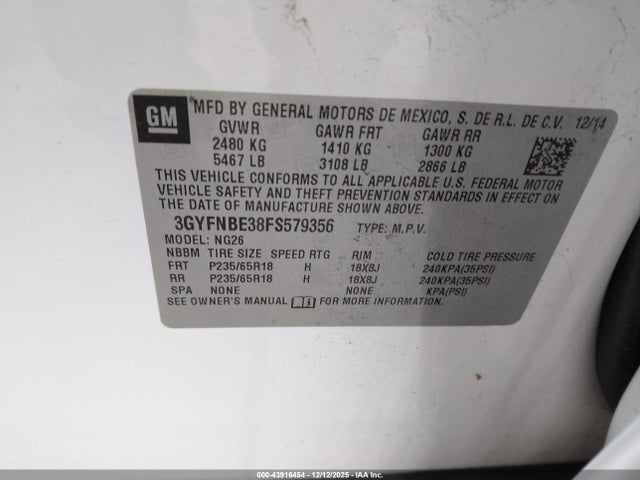 GM
MFD BY GENERAL MOTORS DE MEXICO, S. DE R.L. DE C.V. 12/14
GVWR GAWR FRT GAWR RR
2480 KG 1410 KG 1300 KG
5467 LB 3108 LB 2866 LB
THIS VEHICLE CONFORMS TO ALL APPLICABLE U.S. FEDERAL MOTOR
VEHICLE SAFETY AND THEFT PREVENTION STANDARDS IN EFFECT ON
THE DATE OF MANUFACTURE SHOWN ABOVE.
3GYFNBE38FS579356 TYPE: M.P.V.
MODEL: NG26
NBBM TIRE SIZE SPEED RTG RIM COLD TIRE PRESSURE
FRT P235/65R18 H 18X8J 240KPA(35PSI)
RR P235/65R18 H 18X8J 240KPA(35PSI)
SPA NONE NONE KPA(PSI)
SEE OWNER'S MANUAL FOR MORE INFORMATION.
000-43916454 - 12/12/2025 - IAA Inc.